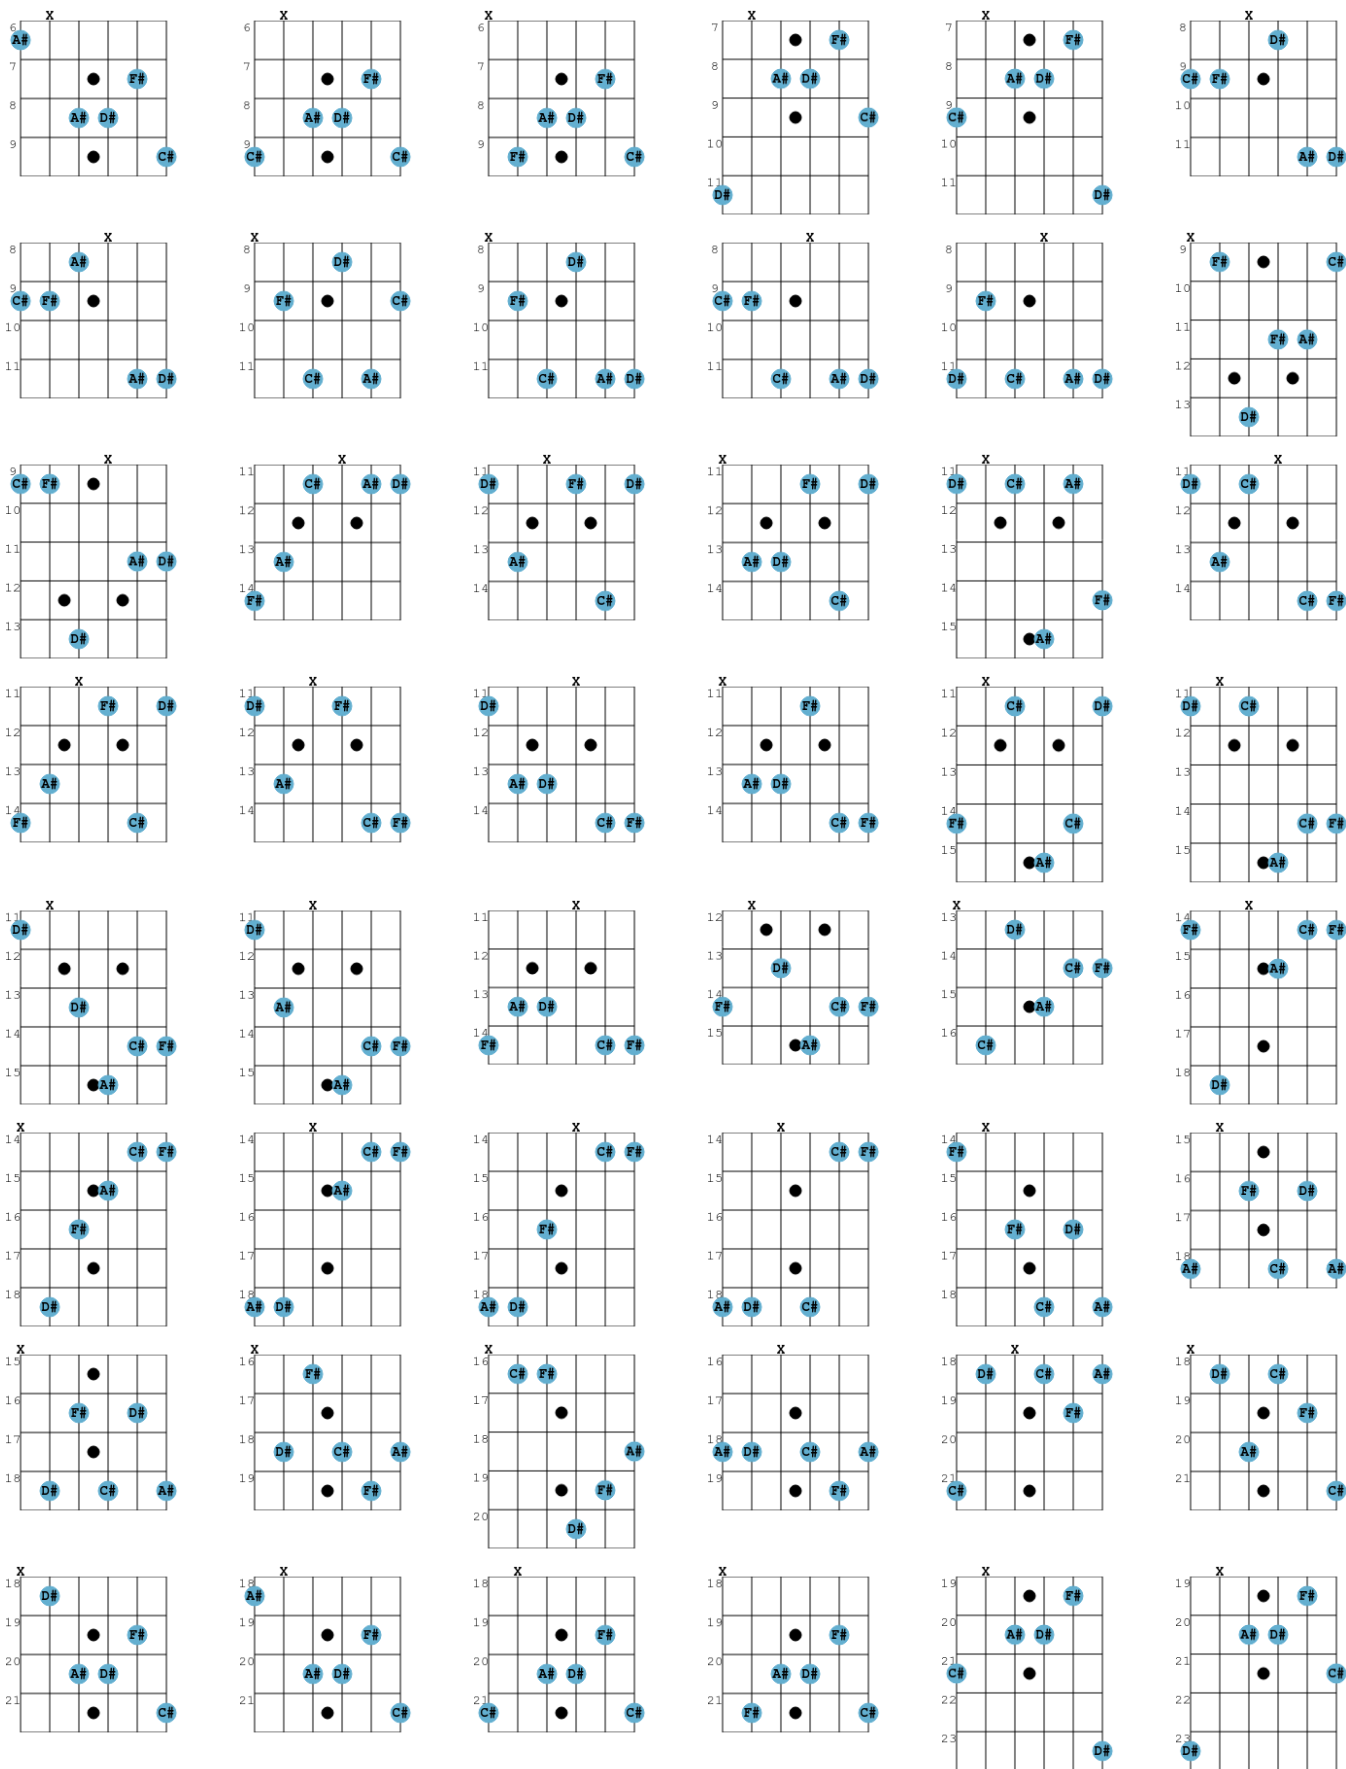 X
6 A#
7 F#
8 A# D#
9 C#
X
6
7 F#
8 A# D#
9 C# C#
X
6
7 F#
8 A# D#
9 F# C#
X
7 F#
8 A# D#
9 C#
10
11 D#
X
7 F#
8 A# D#
9 C#
10
11 D#
X
8 D#
9 C# F#
10
11 A# D#
X
8 A#
9 C# F#
10
11 A# D#
X
8 D#
9 F# C#
10
11 C# A#
X
8 D#
9 F#
10
11 C# A# D#
X
8
9 C# F#
10
11 C# A# D#
X
8
9 F#
10
11 D# C# A# D#
X
9 F# C#
10
11 F# A#
12
13 D#
X
9 C# F#
10
11 A# D#
12
13 D#
X
11 C# A# D#
12
13 A#
14 F#
X
11 D# F# D#
12
13 A#
14 C#
X
11 F# D#
12
13 A# D#
14 C#
X
11 D# C# A#
12
13
14 F#
15 A#
X
11 D# C#
12
13 A#
14 C# F#
X
11 F# D#
12
13 A#
14 F# C#
X
11 D# F#
12
13 A#
14 C# F#
X
11 D#
12
13 A# D#
14 C# F#
X
11 F#
12
13 A# D#
14 C# F#
X
11 C# D#
12
13
14 F# C#
15 A#
X
11 D# C#
12
13
14 C# F#
15 A#
X
11 D#
12
13 D#
14 C# F#
15 A#
X
11 D#
12
13 A#
14 C# F#
15 A#
X
11
12
13 A# D#
14 F# C# F#
X
12
13 D#
14 F# C# F#
15 A#
X
13 D#
14 C# F#
15 A#
16 C#
X
14 F# C# F#
15 A#
16
17
18 D#
X
14 C# F#
15 A#
16 F#
17
18 D#
X
14 C# F#
15 A#
16
17
18 A# D#
X
14 C# F#
15
16 F#
17
18 A# D#
X
14 C# F#
15
16
17
18 A# D# C#
X
14 F#
15
16 F# D#
17
18 C# A#
X
15
16 F# D#
17
18 A# C# A#
X
15
16 F# D#
17
18 D# C# A#
X
16 F#
17
18 D# C# A#
19 F#
X
16 C# F#
17
18 A#
19 F#
20 D#
X
16
17
18 A# D# C# A#
19 F#
X
18 D# C# A#
19 F#
20
21 C#
X
18 D# C#
19 F#
20 A#
21 C#
X
18 D#
19 F#
20 A# D#
21 C#
X
18 A#
19 F#
20 A# D#
21 C#
X
18
19 F#
20 A# D#
21 C# C#
X
18
19 F#
20 A# D#
21 F# C#
X
19 F#
20 A# D#
21 C#
22
23 D#
X
19 F#
20 A# D#
21 C#
22
23 D#